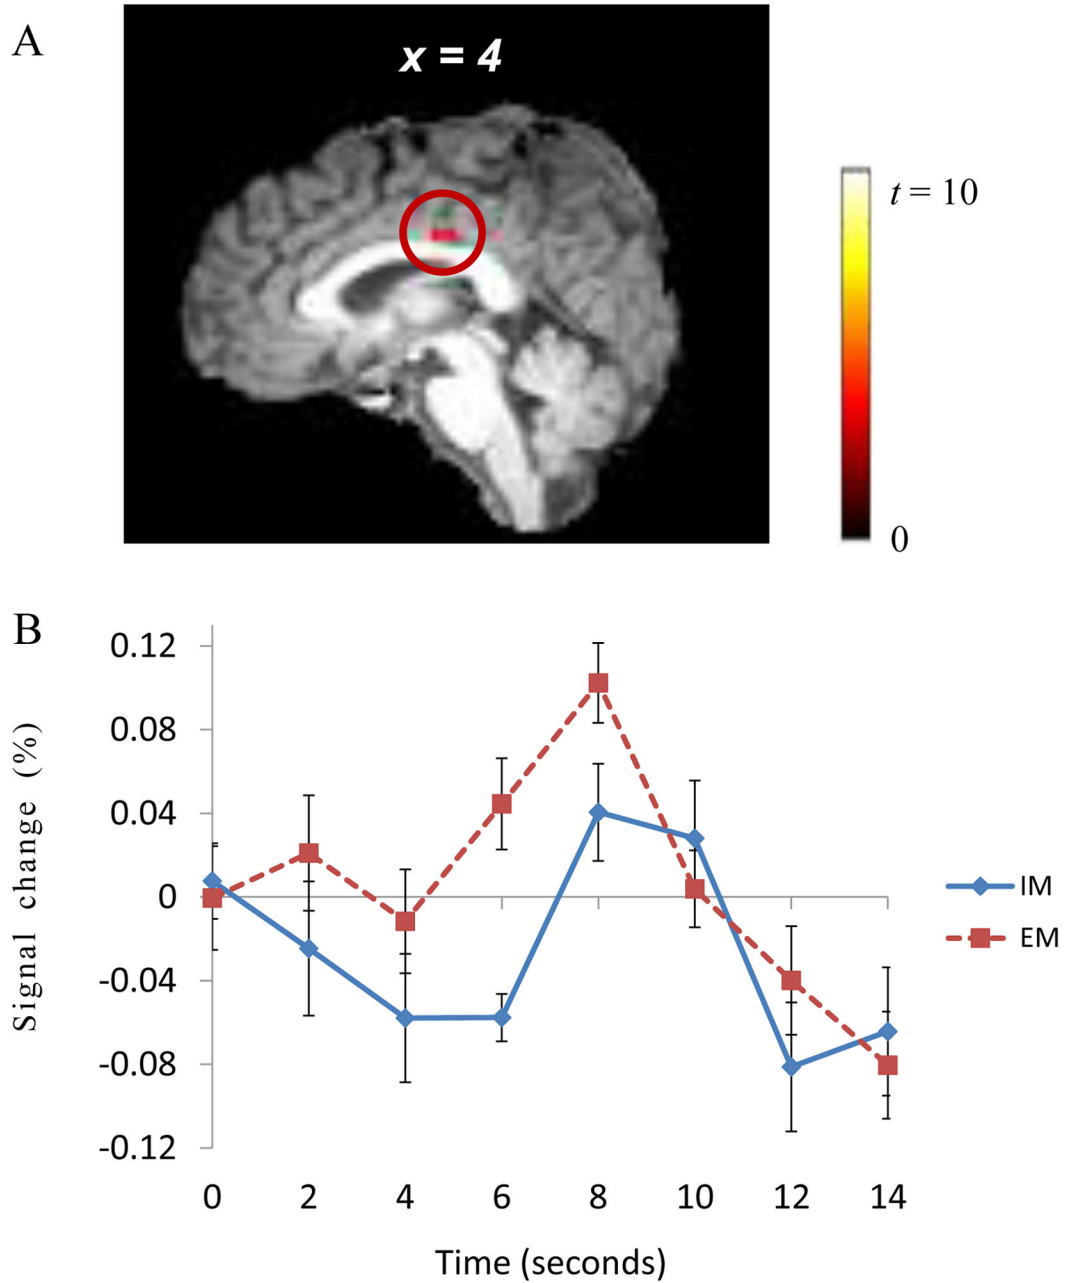 A
x = 4
t = 10
0
B
0.12
0.08
0.04
0
-0.04
-0.08
-0.12
Signal change (%)
0 2 4 6 8 10 12 14
Time (seconds)
IM
EM